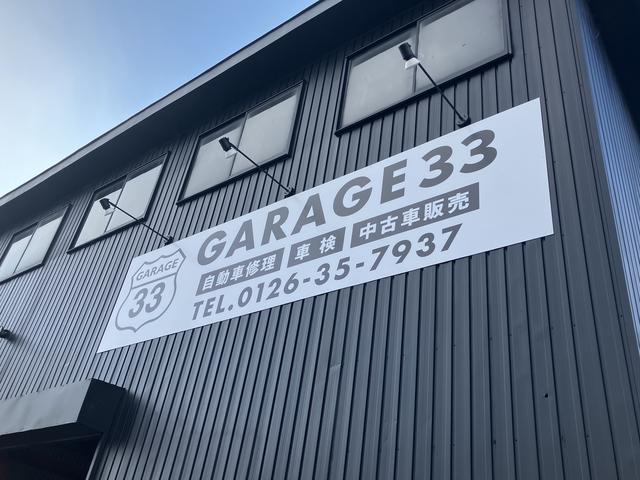 GARAGE
33
GARAGE 33
自動車修理 車検 中古車販売
TEL.0126-35-7937